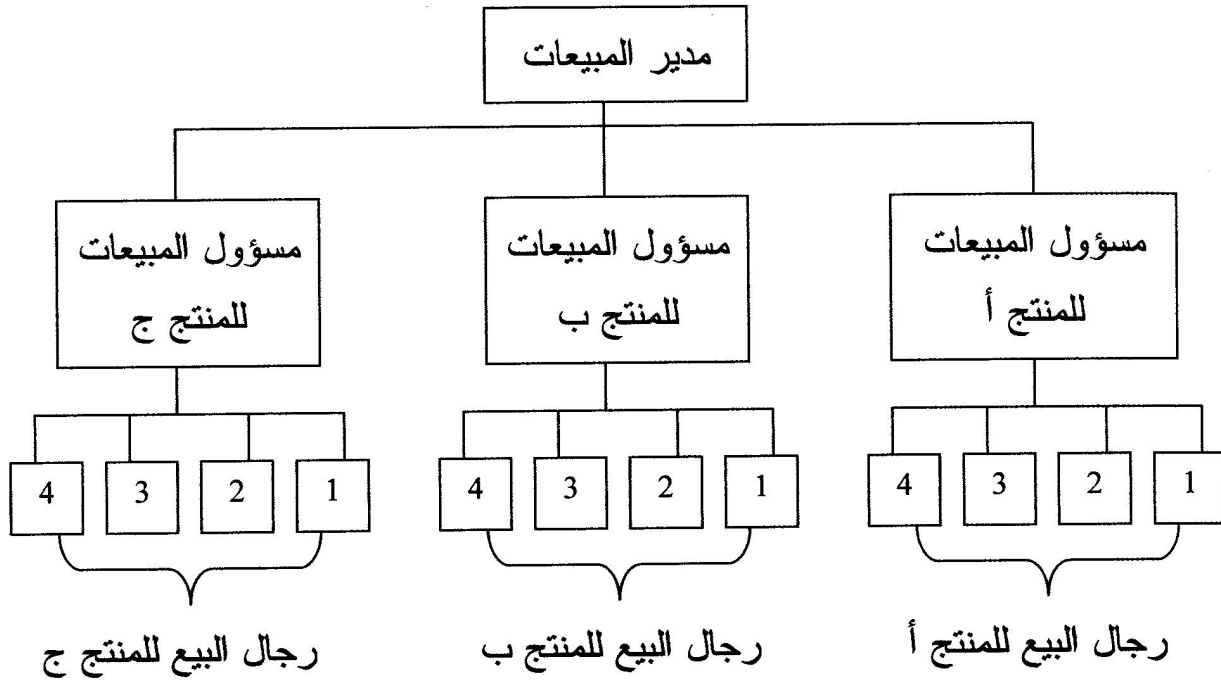 مدير المبيعات
مسؤول المبيعات
للمنتج أ
مسؤول المبيعات
للمنتج ب
مسؤول المبيعات
للمنتج ج
1
2
3
4
1
2
3
4
1
2
3
4
رجال البيع للمنتج أ
رجال البيع للمنتج ب
رجال البيع للمنتج ج